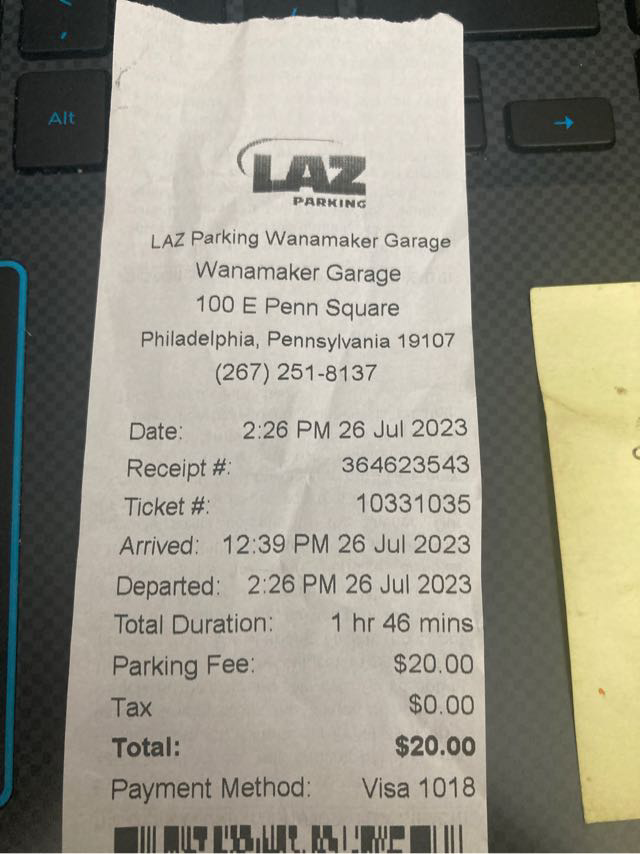 Alt
→
LAZ
PARKING
LAZ Parking Wanamaker Garage
Wanamaker Garage
100 E Penn Square
Philadelphia, Pennsylvania 19107
(267) 251-8137
Date: 2:26 PM 26 Jul 2023
Receipt #: 364623543
Ticket #: 10331035
Arrived: 12:39 PM 26 Jul 2023
Departed: 2:26 PM 26 Jul 2023
Total Duration: 1 hr 46 mins
Parking Fee: $20.00
Tax $0.00
Total: $20.00
Payment Method: Visa 1018